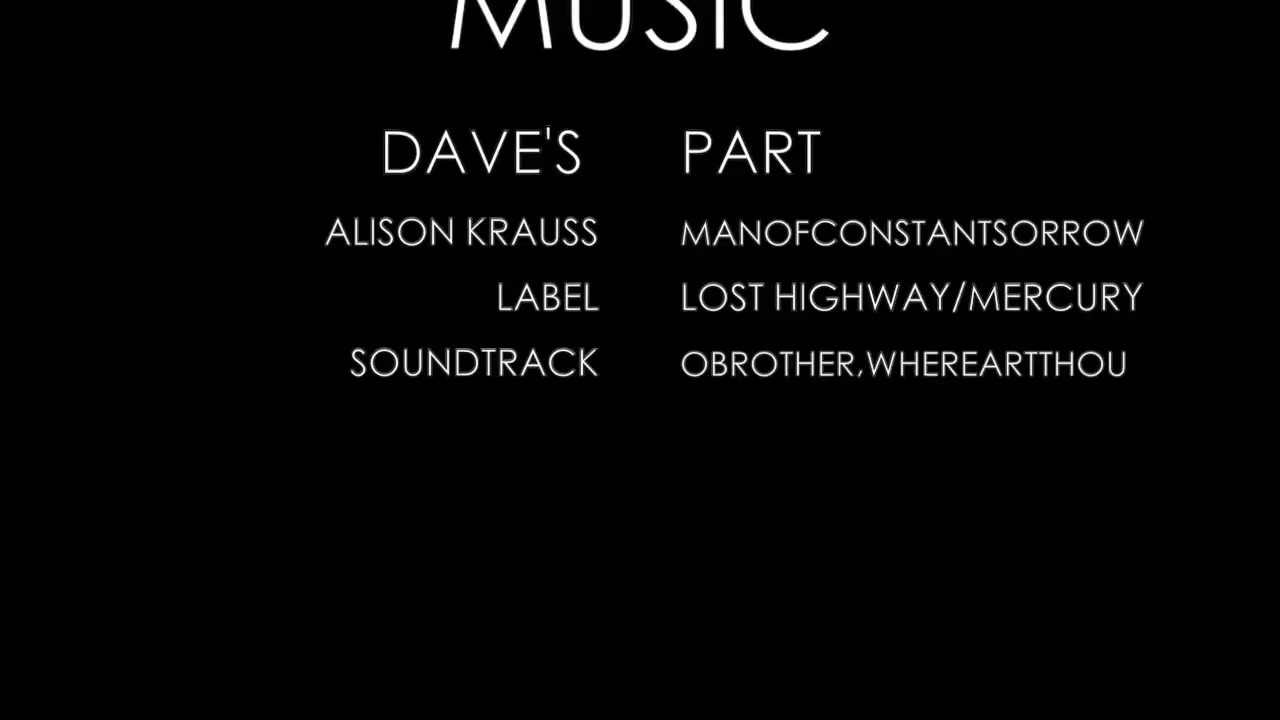 MUSIC
DAVE'S PART
ALISON KRAUSS MANOFCONSTANTSORROW
LABEL LOST HIGHWAY/MERCURY
SOUNDTRACK OBROTHER,WHEREARTTHOU